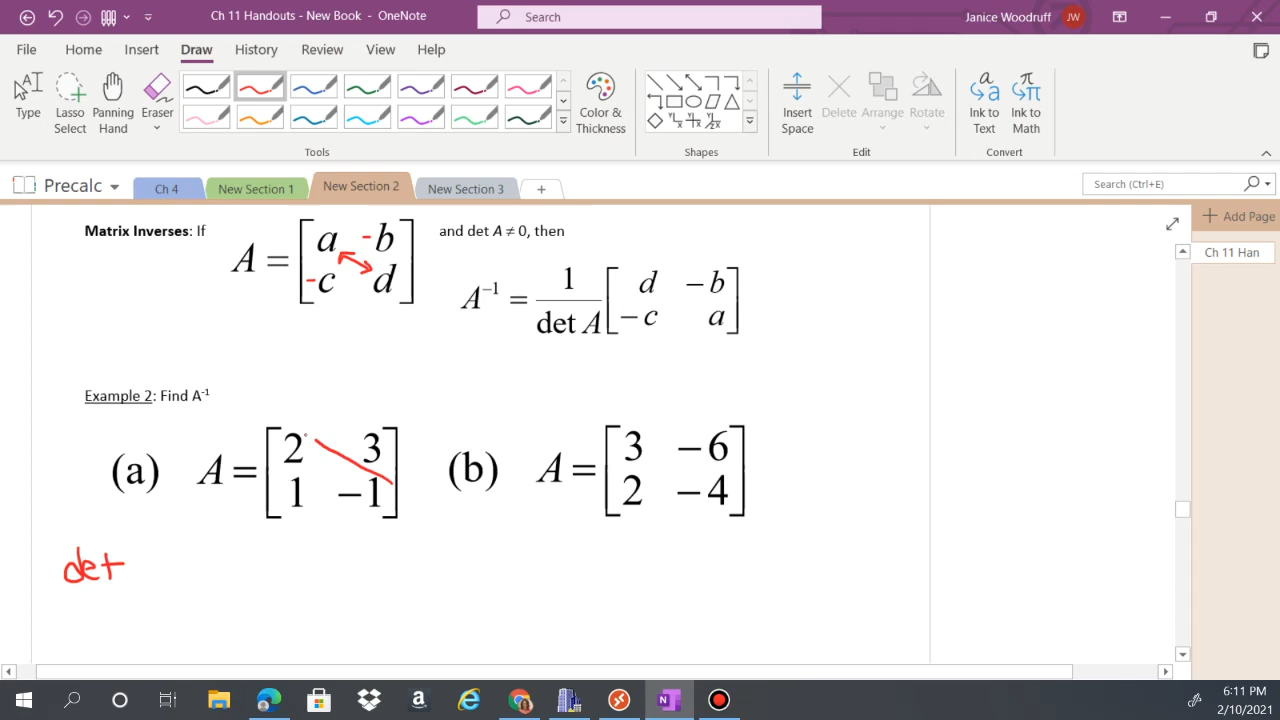 Ch 11 Handouts - New Book - OneNote
Search
Janice Woodruff JW
File Home Insert Draw History Review View Help
Type Lasso Select Panning Hand Eraser Color & Thickness Insert Space Delete Arrange Rotate Ink to Text Ink to Math
Tools Shapes Edit Convert
Precalc Ch 4 New Section 1 New Section 2 New Section 3 + Search (Ctrl+E)
+ Add Page
Ch 11 Han
Matrix Inverses: If A = [a -b; -c d] and det A ≠ 0, then
A⁻¹ = 1/det A [d −b; −c a]
Example 2: Find A⁻¹
(a) A = [2 3; 1 −1] (b) A = [3 −6; 2 −4]
det
6:11 PM
2/10/2021